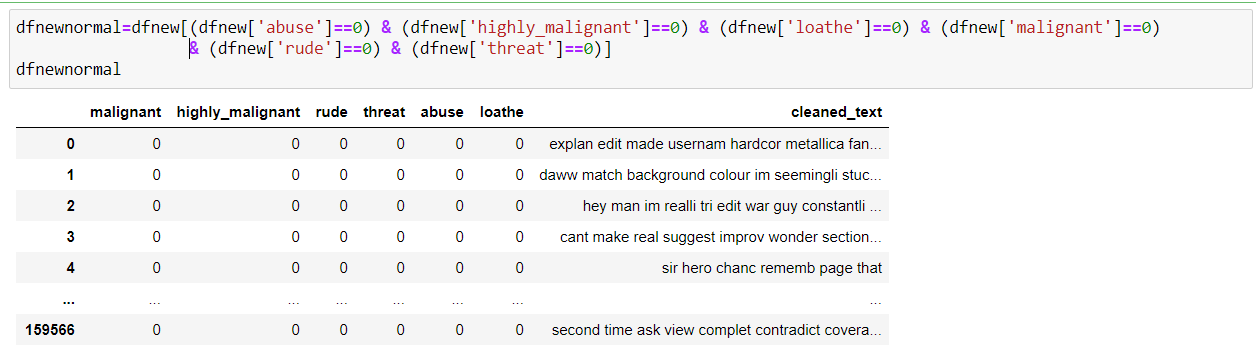 dfnewnormal=dfnew[(dfnew['abuse']==0) & (dfnew['highly_malignant']==0) & (dfnew['loathe']==0) & (dfnew['malignant']==0)
& (dfnew['rude']==0) & (dfnew['threat']==0)]
dfnewnormal
malignant highly_malignant rude threat abuse loathe cleaned_text
0 0 0 0 0 0 0 explan edit made usernam hardcor metallica fan...
1 0 0 0 0 0 0 daww match background colour im seemingli stuc...
2 0 0 0 0 0 0 hey man im realli tri edit war guy constantli ...
3 0 0 0 0 0 0 cant make real suggest improv wonder section...
4 0 0 0 0 0 0 sir hero chanc rememb page that
... ... ... ... ... ... ... ...
159566 0 0 0 0 0 0 second time ask view complet contradict covera...